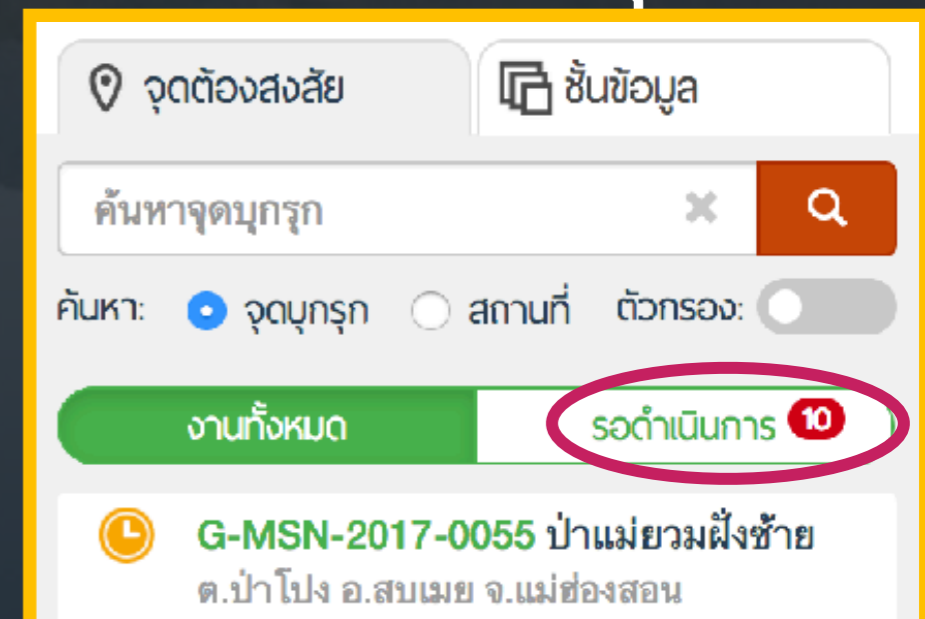 จุดต้องสงสัย ชั้นข้อมูล
ค้นหาจุดบุกรุก
ค้นหา: จุดบุกรุก สถานที่ ตัวกรอง:
งานทั้งหมด รอดำเนินการ 10
G-MSN-2017-0055 ป่าแม่ยวมฝั่งซ้าย
ต.ป่าโปง อ.สบเมย จ.แม่ฮ่องสอน